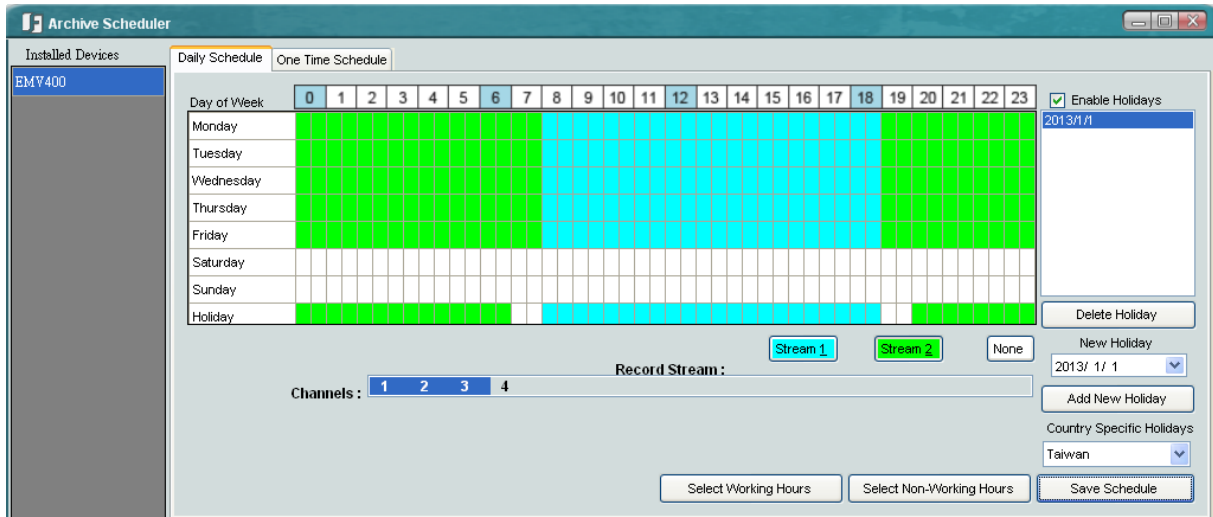 Archive Scheduler
Installed Devices
EMV400
Daily Schedule One Time Schedule
Day of Week 0 1 2 3 4 5 6 7 8 9 10 11 12 13 14 15 16 17 18 19 20 21 22 23
Enable Holidays
2013/1/1
Monday
Tuesday
Wednesday
Thursday
Friday
Saturday
Sunday
Holiday
Delete Holiday
Stream 1 Stream 2 None
New Holiday
Record Stream :
2013/ 1/ 1
Channels : 1 2 3 4
Add New Holiday
Country Specific Holidays
Taiwan
Select Working Hours Select Non-Working Hours Save Schedule